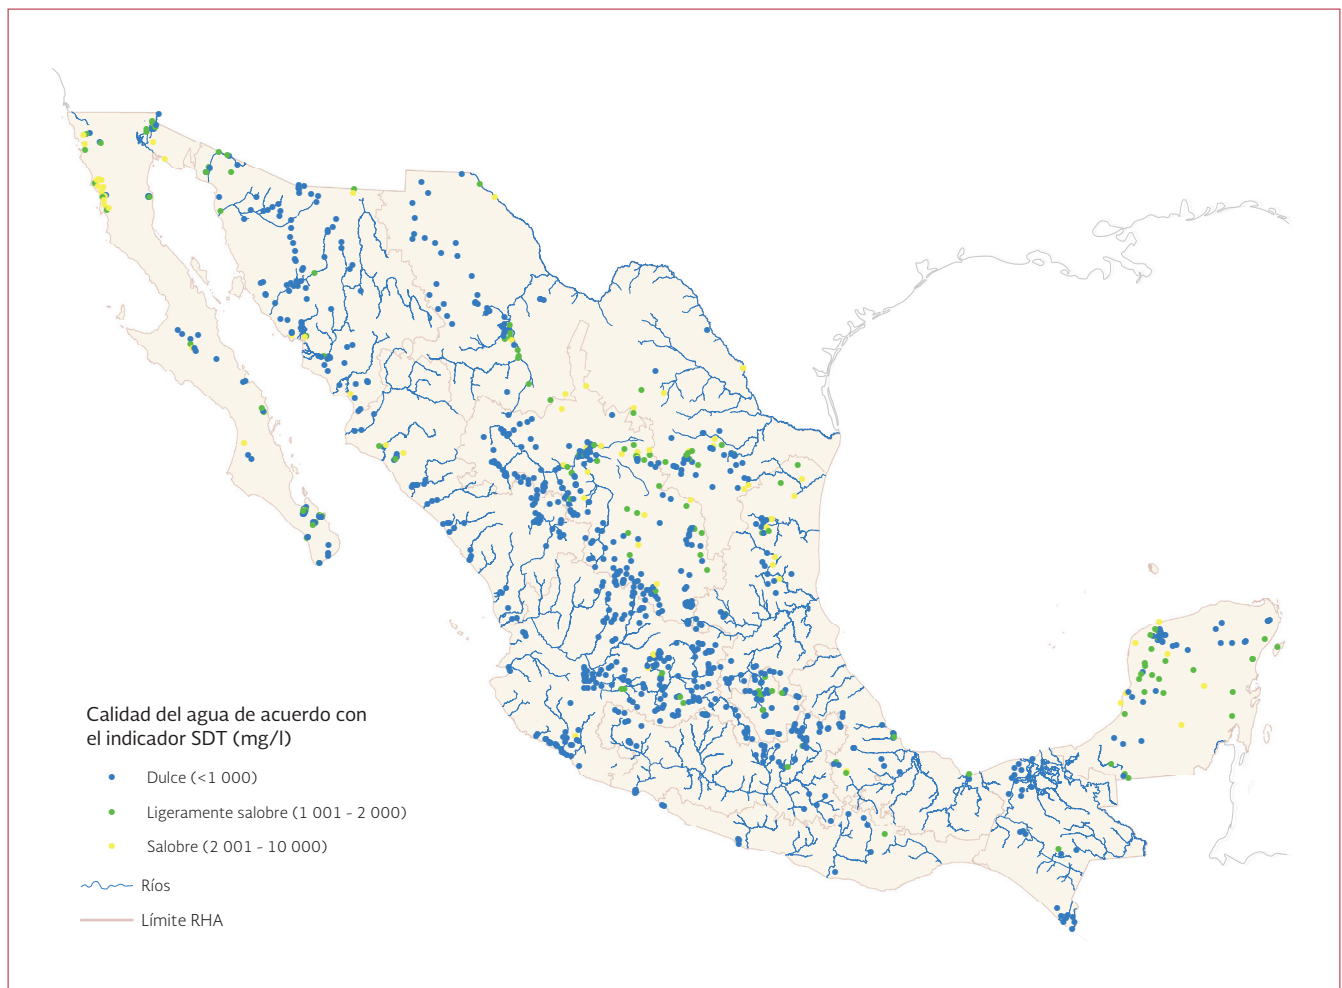 Calidad del agua de acuerdo con
el indicador SDT (mg/l)
Dulce (<1 000)
Ligeramente salobre (1 001 - 2 000)
Salobre (2 001 - 10 000)
Ríos
Límite RHA